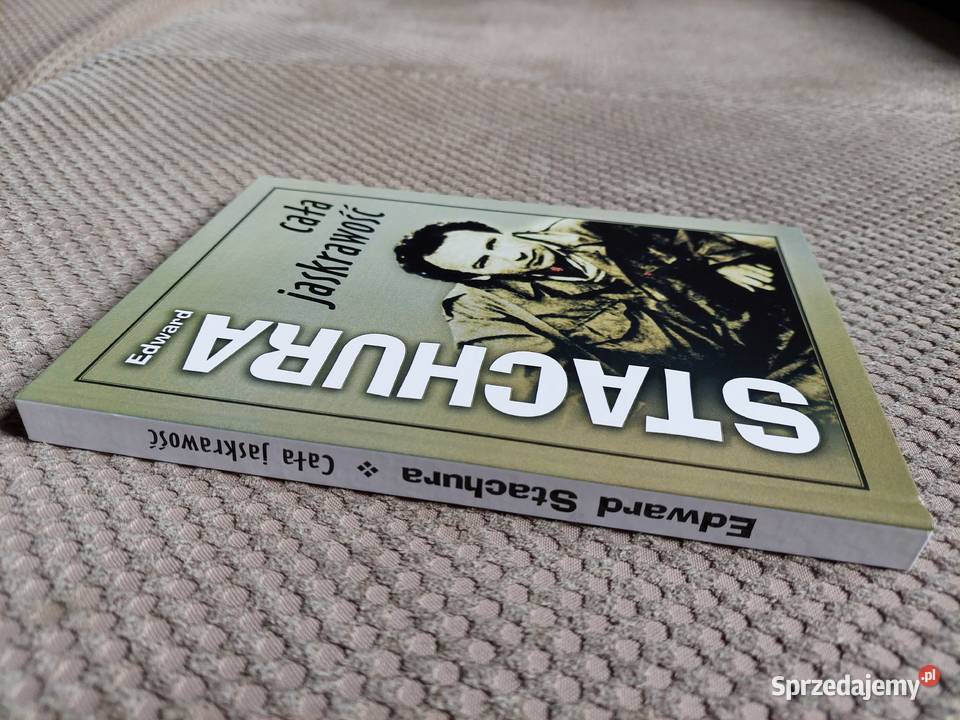 Edward
STACHURA
cała
jaskrawość
Edward Stachura ❖ Cała jaskrawość
Sprzedajemy.pl